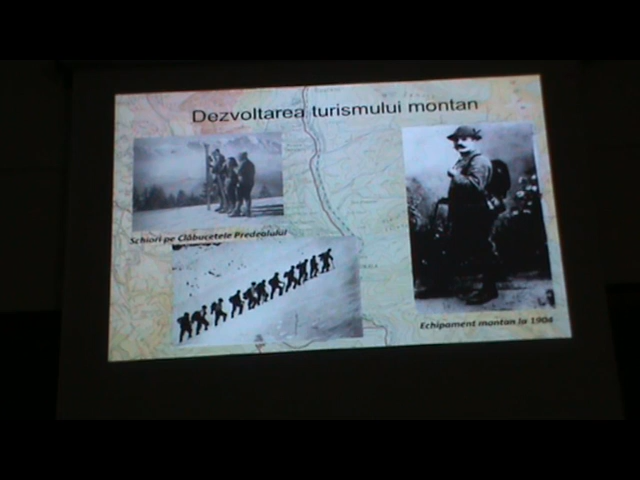 Dezvoltarea turismului montan
Schiori pe Clăbucetele Predealului
Echipament montan la 1904